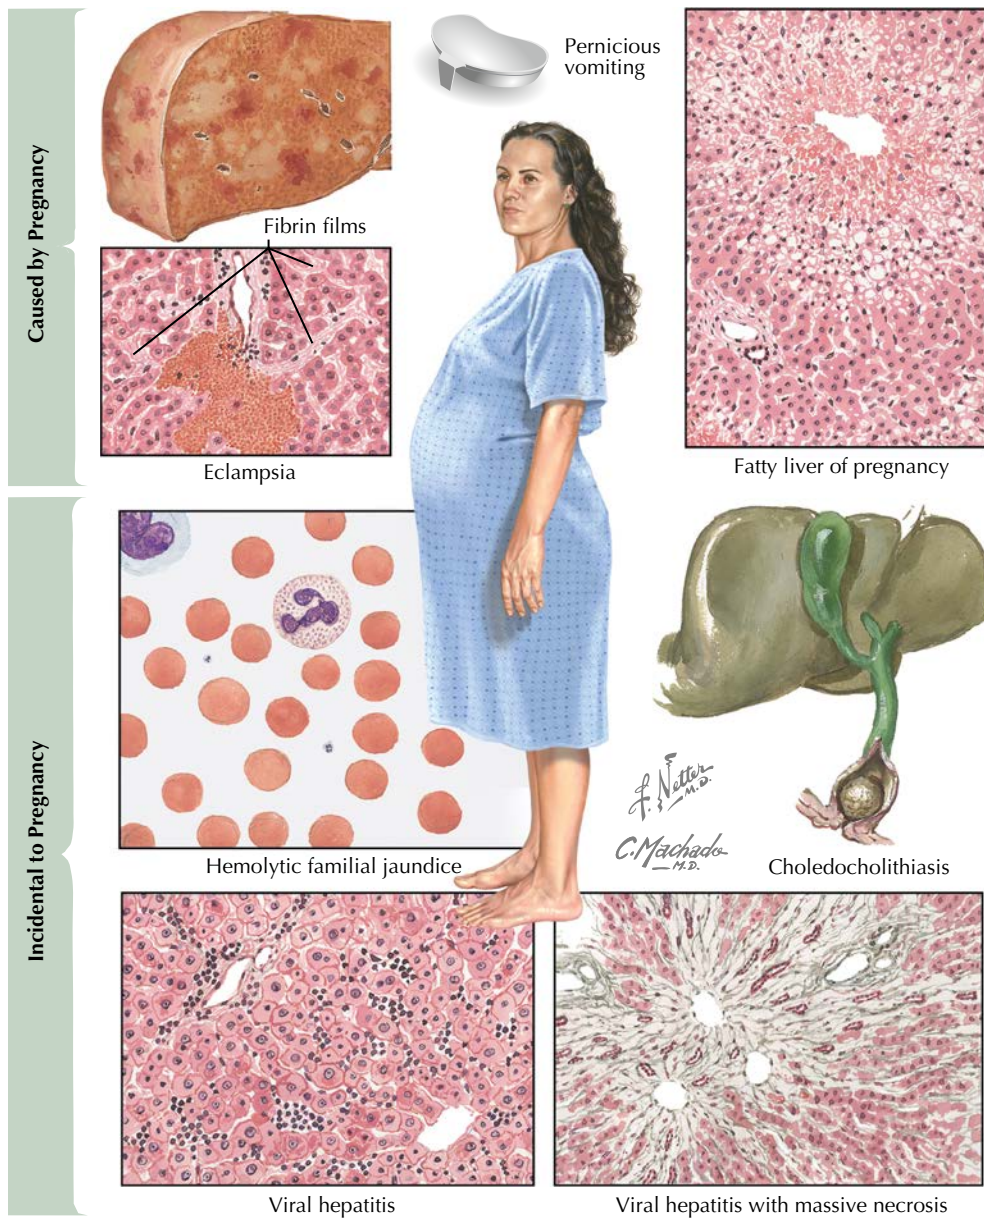 Caused by Pregnancy
Pernicious
vomiting
Fibrin films
Eclampsia
Fatty liver of pregnancy
Incidental to Pregnancy
Hemolytic familial jaundice
F. Netter
M.D.
C. Machado
M.D.
Choledocholithiasis
Viral hepatitis
Viral hepatitis with massive necrosis